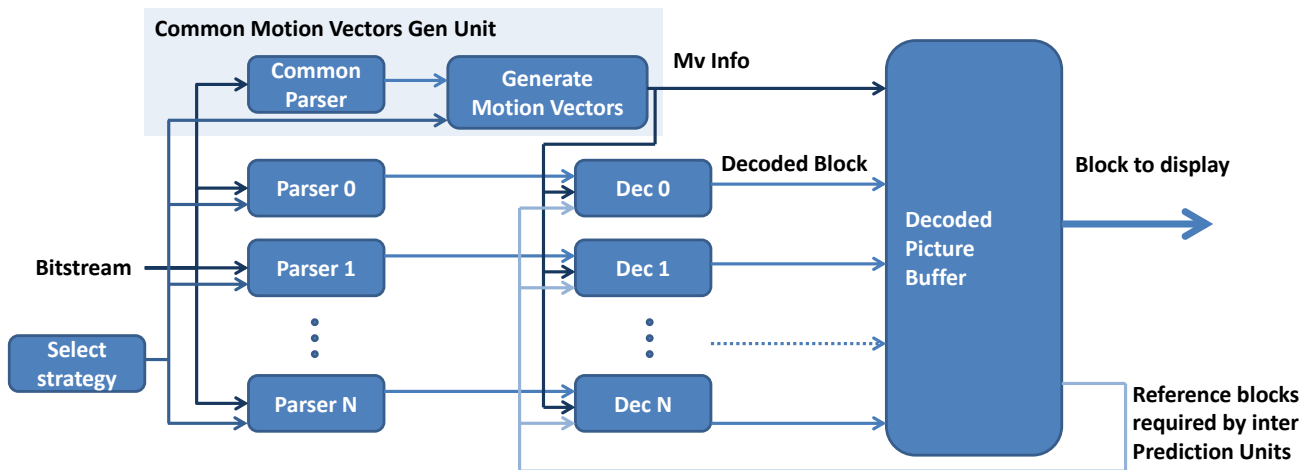 Common Motion Vectors Gen Unit
Common
Parser
Generate
Motion Vectors
Mv Info
Parser 0
Dec 0
Decoded Block
Block to display
Decoded
Picture
Buffer
Bitstream
Parser 1
Dec 1
Select
strategy
Parser N
Dec N
Reference blocks
required by inter
Prediction Units